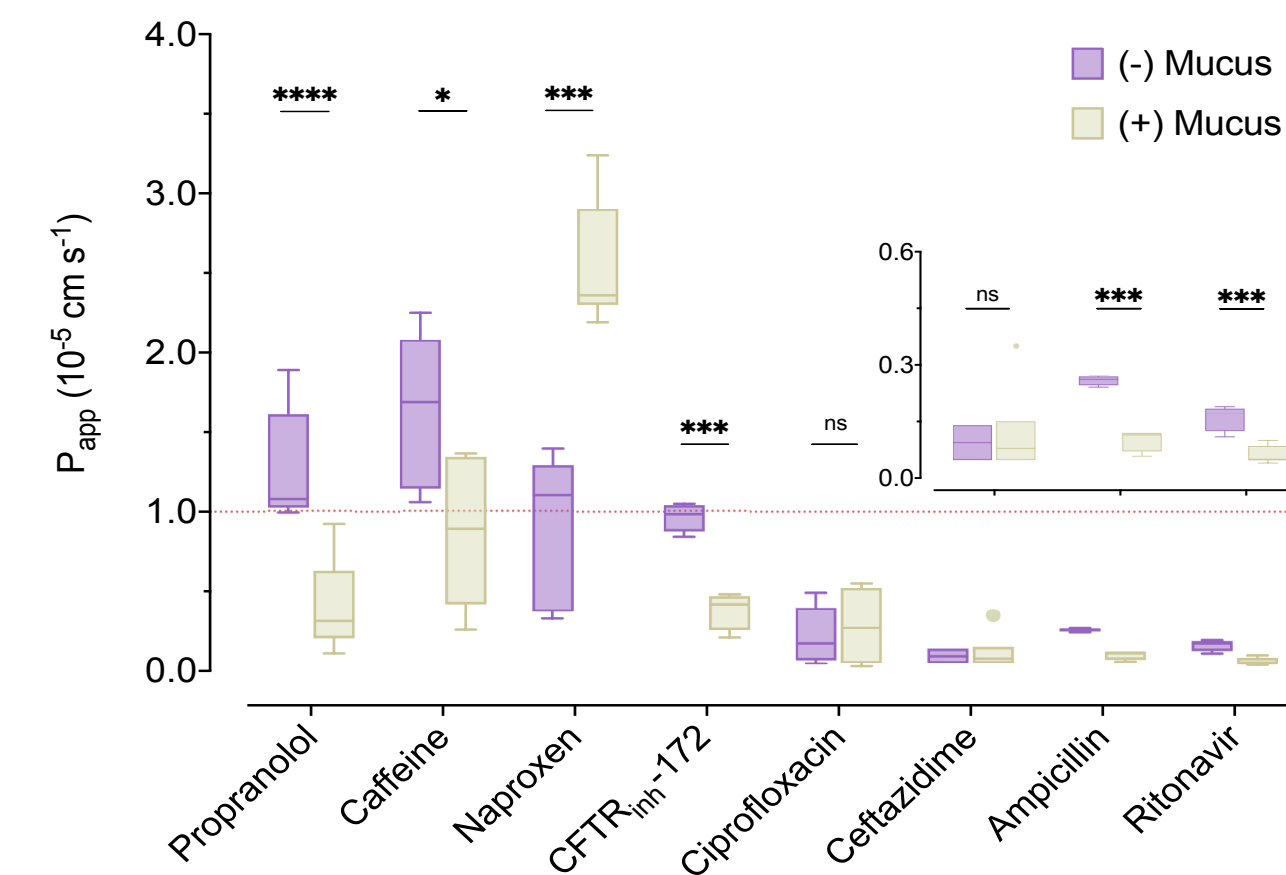 4.0
3.0
2.0
1.0
0.0
P_app (10^-5 cm s^-1)
(-) Mucus
(+) Mucus
****
*
***
***
ns
0.6
0.3
0.0
ns
***
***
Propranolol
Caffeine
Naproxen
CFTR_inh-172
Ciprofloxacin
Ceftazidime
Ampicillin
Ritonavir